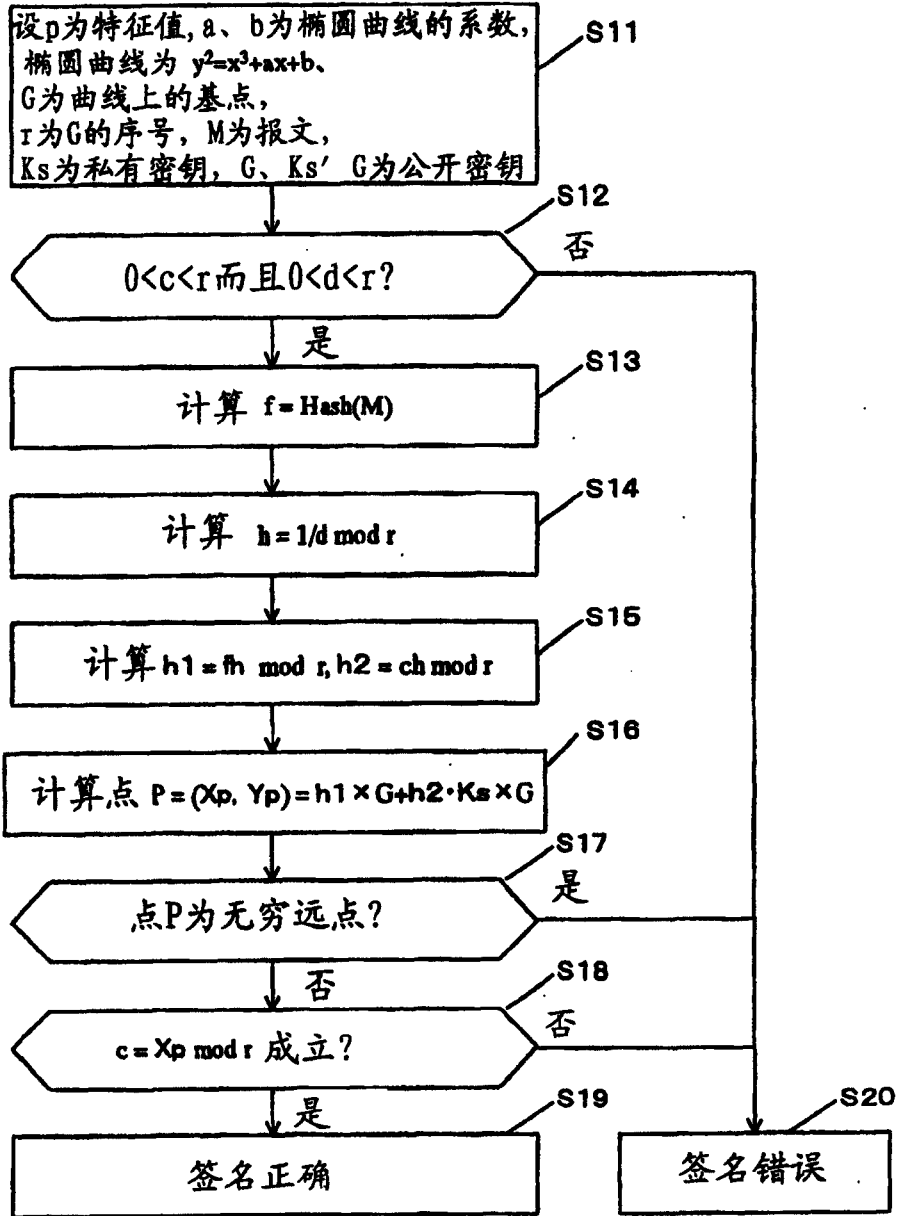 设p为特征值,a、b为椭圆曲线的系数,
椭圆曲线为 y²=x³+ax+b、
G为曲线上的基点,
r为G的序号, M为报文,
Ks为私有密钥, G、Ks′ G为公开密钥
S11
S12
0<c<r而且0<d<r?
否
是
S13
计算 f = Hash(M)
S14
计算 h = 1/d mod r
S15
计算 h1 = fh mod r, h2 = ch mod r
S16
计算点 P = (Xp, Yp) = h1 × G+h2·Ks × G
S17
点P为无穷远点?
是
否
S18
c = Xp mod r 成立?
否
是
S19
签名正确
S20
签名错误